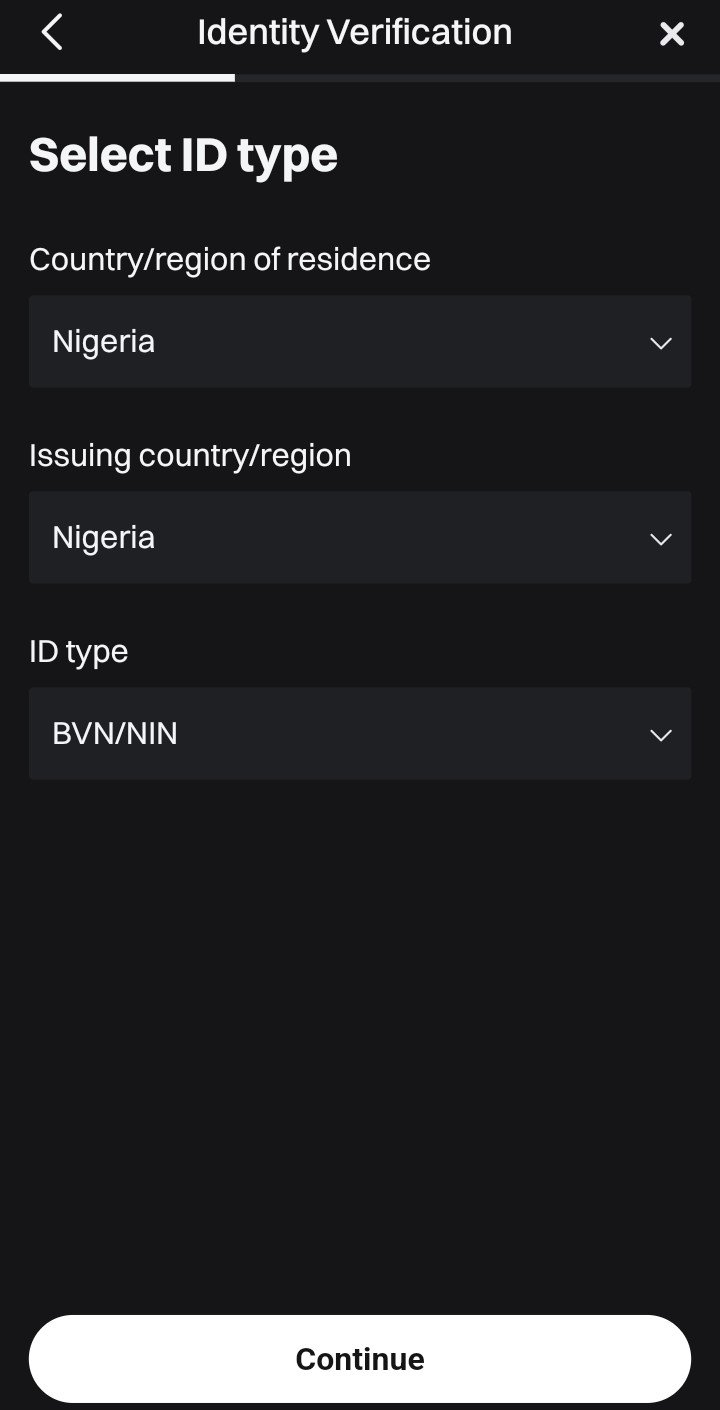 Identity Verification
Select ID type
Country/region of residence
Nigeria
Issuing country/region
Nigeria
ID type
BVN/NIN
Continue